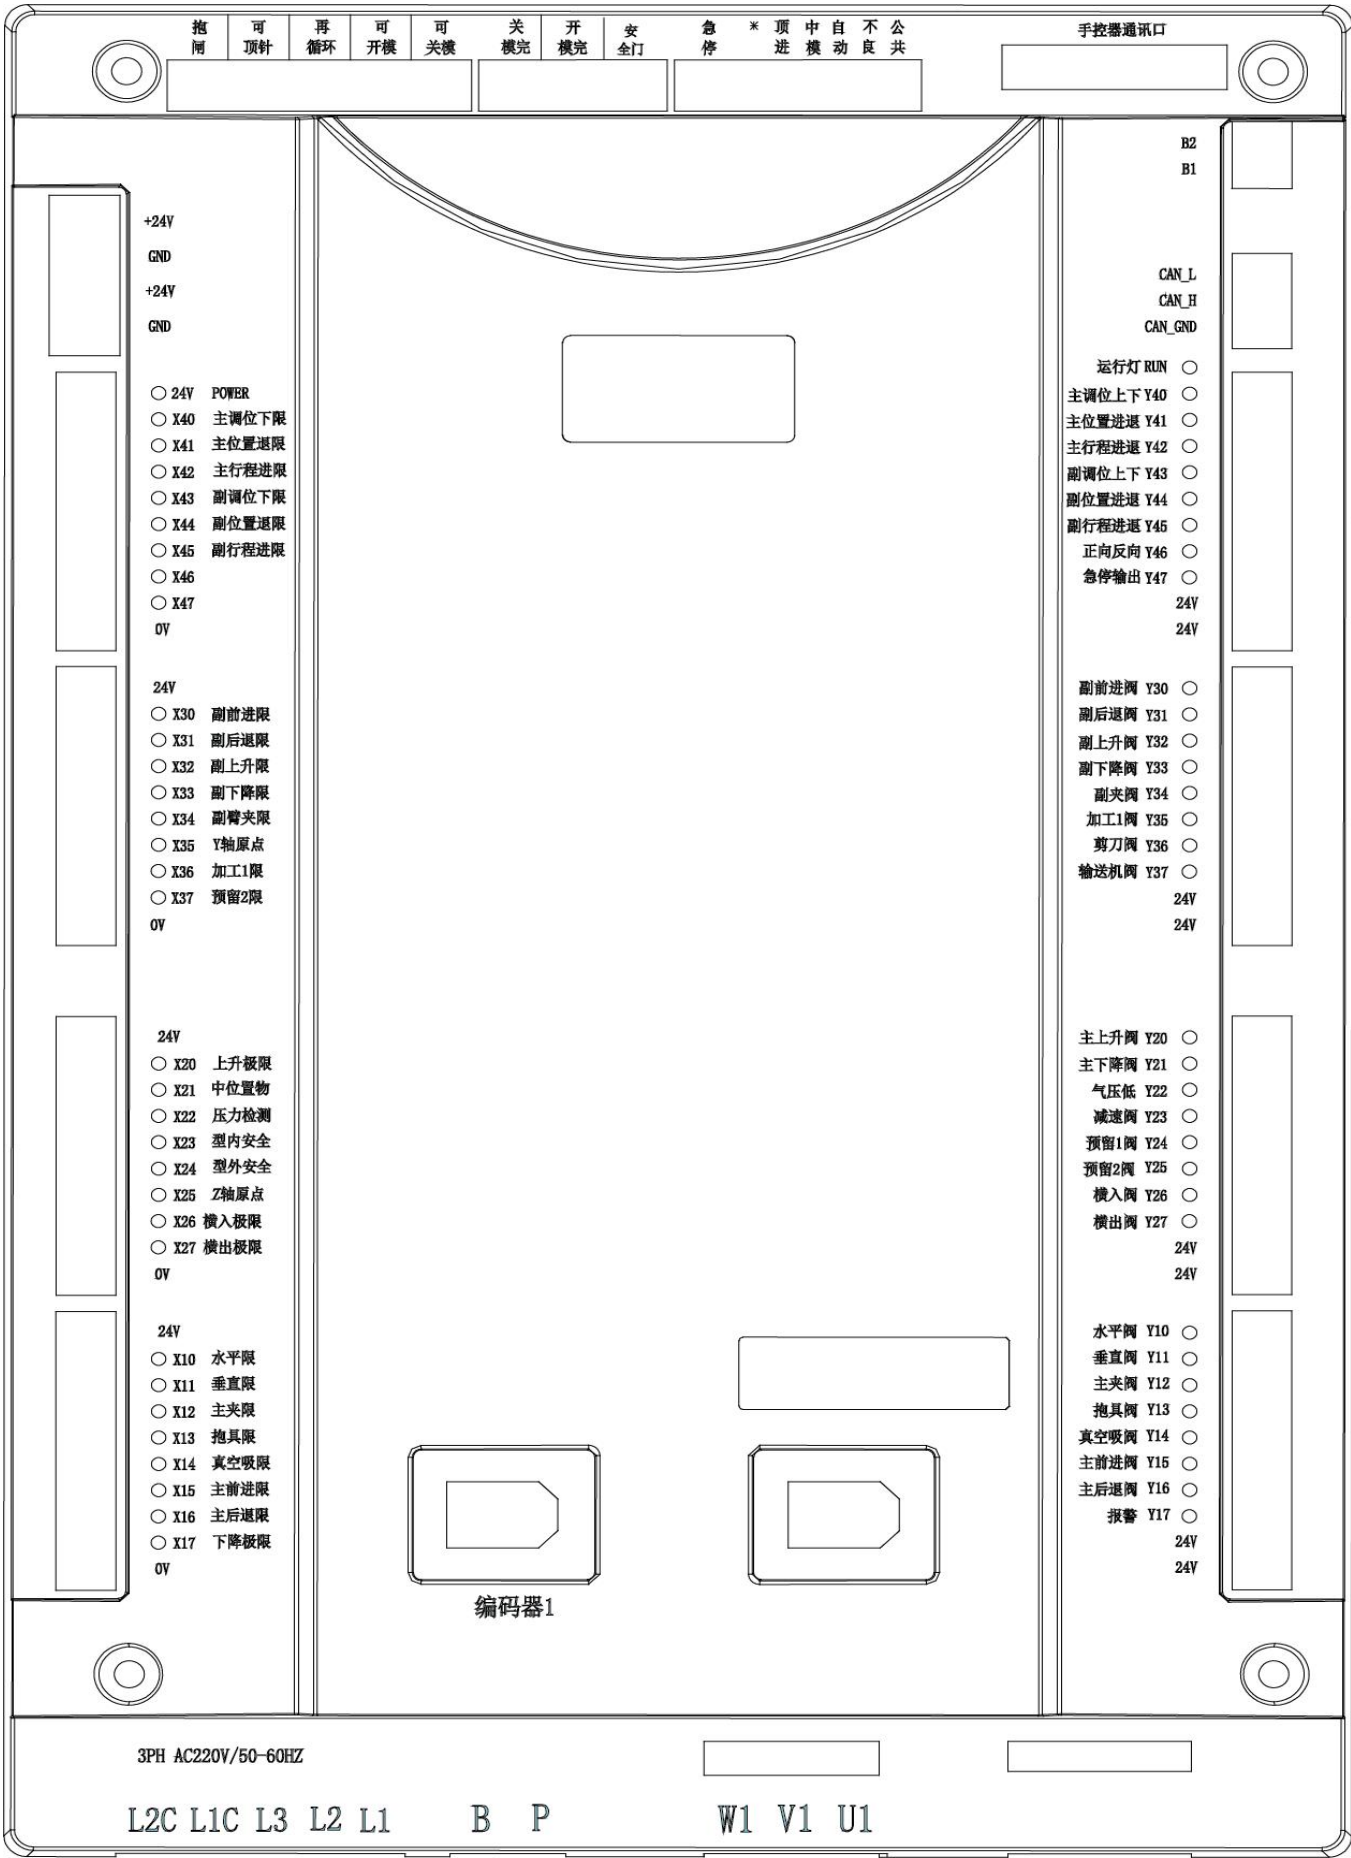 抱闸 可顶针 再循环 可开模 可关模 关模完 开模完 安全门 急停 * 顶进 中模 自动 不良 公共 手控器通讯口
B2
B1
+24V
GND
+24V
GND
CAN_L
CAN_H
CAN_GND
24V POWER
X40 主调位下限
X41 主位置退限
X42 主行程进限
X43 副调位下限
X44 副位置退限
X45 副行程进限
X46
X47
0V
运行灯 RUN
主调位上下 Y40
主位置进退 Y41
主行程进退 Y42
副调位上下 Y43
副位置进退 Y44
副行程进退 Y45
正向反向 Y46
急停输出 Y47
24V
24V
24V
X30 副前进限
X31 副后退限
X32 副上升限
X33 副下降限
X34 副臂夹限
X35 Y轴原点
X36 加工1限
X37 预留2限
0V
副前进阀 Y30
副后退阀 Y31
副上升阀 Y32
副下降阀 Y33
副夹阀 Y34
加工1阀 Y35
剪刀阀 Y36
输送机阀 Y37
24V
24V
24V
X20 上升极限
X21 中位置物
X22 压力检测
X23 型内安全
X24 型外安全
X25 Z轴原点
X26 横入极限
X27 横出极限
0V
主上升阀 Y20
主下降阀 Y21
气压低 Y22
减速阀 Y23
预留1阀 Y24
预留2阀 Y25
横入阀 Y26
横出阀 Y27
24V
24V
24V
X10 水平限
X11 垂直限
X12 主夹限
X13 抱具限
X14 真空吸限
X15 主前进限
X16 主后退限
X17 下降极限
0V
水平阀 Y10
垂直阀 Y11
主夹阀 Y12
抱具阀 Y13
真空吸阀 Y14
主前进阀 Y15
主后退阀 Y16
报警 Y17
24V
24V
编码器1
3PH AC220V/50-60HZ
L2C L1C L3 L2 L1 B P W1 V1 U1